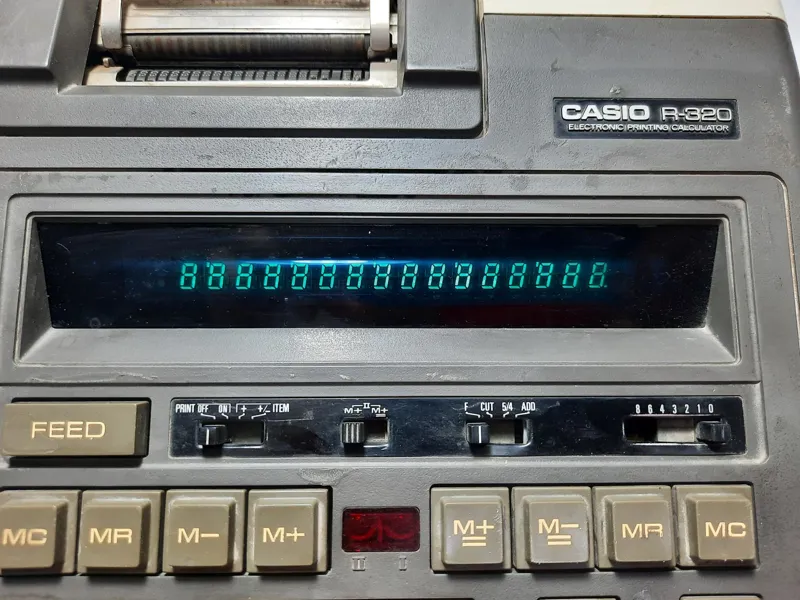 CASIO R-320
ELECTRONIC PRINTING CALCULATOR
8888888888888888.
PRINT OFF ON I+ +/- ITEM
II
M+ M±
F CUT 5/4 ADD
8 6 4 3 2 1 0
FEED
MC MR M− M+ M+= M−= MR MC
II I